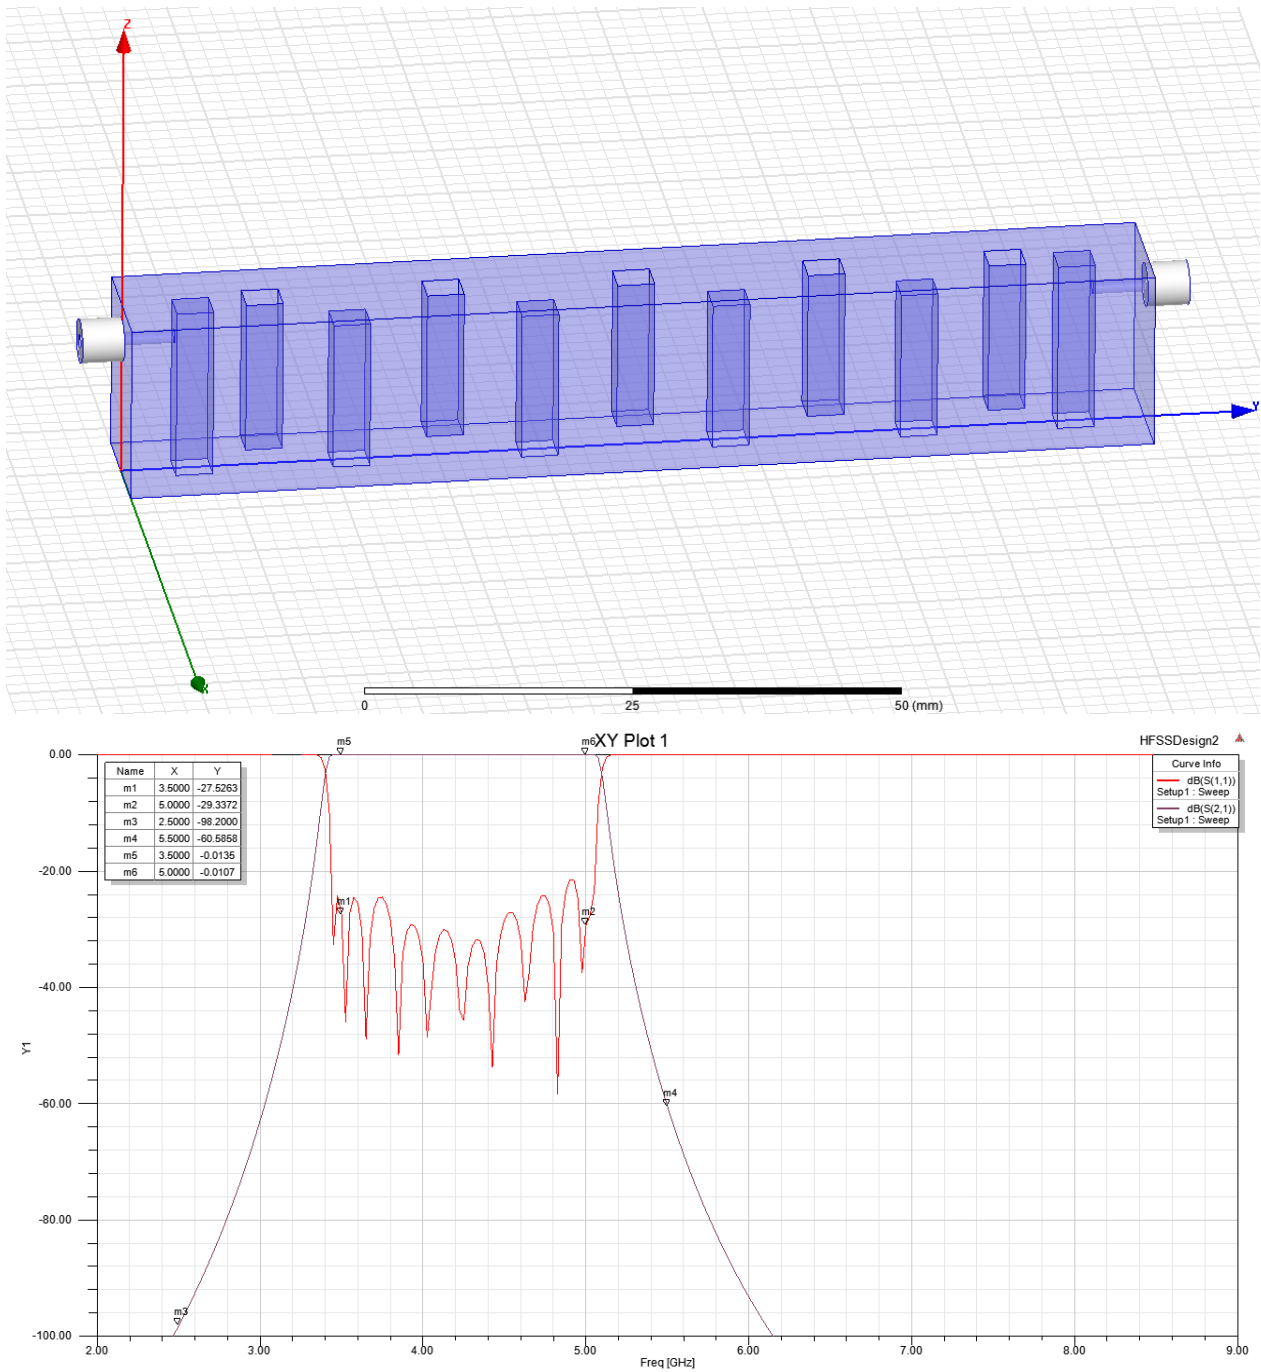 Z
Y
X
0
25
50 (mm)
XY Plot 1
HFSSDesign2
m5
m6
0.00
-20.00
-40.00
-60.00
-80.00
-100.00
Y1
Name X Y
m1 3.5000 -27.5263
m2 5.0000 -29.3372
m3 2.5000 -98.2000
m4 5.5000 -60.5858
m5 3.5000 -0.0135
m6 5.0000 -0.0107
Curve Info
dB(S(1,1))
Setup1 : Sweep
dB(S(2,1))
Setup1 : Sweep
m1
m2
m4
m3
2.00 3.00 4.00 5.00 6.00 7.00 8.00 9.00
Freq [GHz]